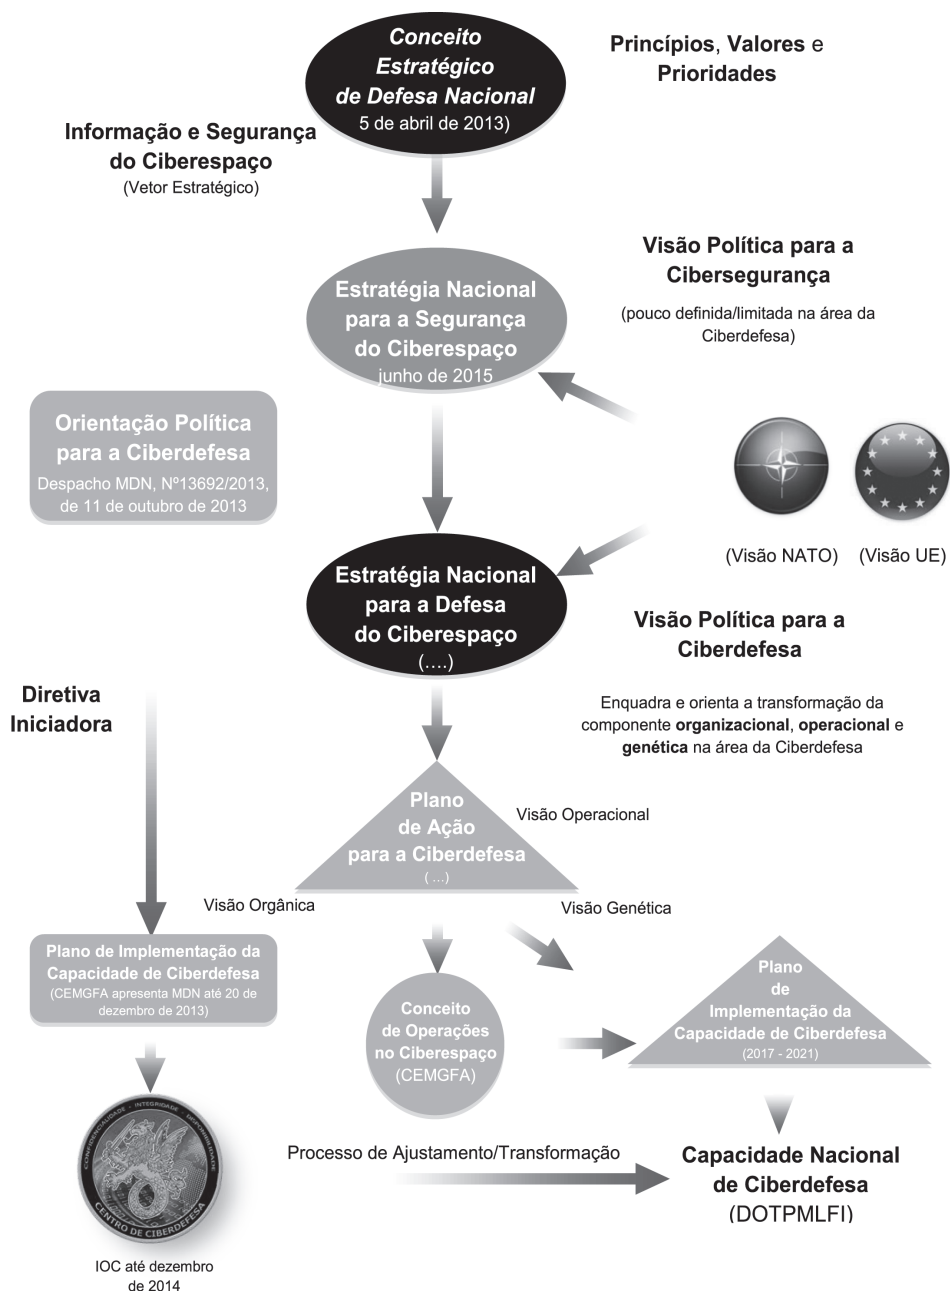 Conceito
Estratégico
de Defesa Nacional
5 de abril de 2013)
Princípios, Valores e
Prioridades
Informação e Segurança
do Ciberespaço
(Vetor Estratégico)
Estratégia Nacional
para a Segurança
do Ciberespaço
junho de 2015
Visão Política para a
Cibersegurança
(pouco definida/limitada na área da
Ciberdefesa)
Orientação Política
para a Ciberdefesa
Despacho MDN, Nº13692/2013,
de 11 de outubro de 2013
(Visão NATO)
(Visão UE)
Estratégia Nacional
para a Defesa
do Ciberespaço
(....)
Visão Política para a
Ciberdefesa
Enquadra e orienta a transformação da
componente organizacional, operacional e
genética na área da Ciberdefesa
Diretiva
Iniciadora
Plano
de Ação
para a Ciberdefesa
( ...)
Visão Operacional
Visão Orgânica
Visão Genética
Plano de Implementação da
Capacidade de Ciberdefesa
(CEMGFA apresenta MDN até 20 de
dezembro de 2013)
Conceito
de Operações
no Ciberespaço
(CEMGFA)
Plano
de
Implementação da
Capacidade de Ciberdefesa
(2017 - 2021)
CONFIDENCIALIDADE · INTEGRIDADE · DISPONIBILIDADE
CENTRO DE CIBERDEFESA
IOC até dezembro
de 2014
Processo de Ajustamento/Transformação
Capacidade Nacional
de Ciberdefesa
(DOTPMLFI)